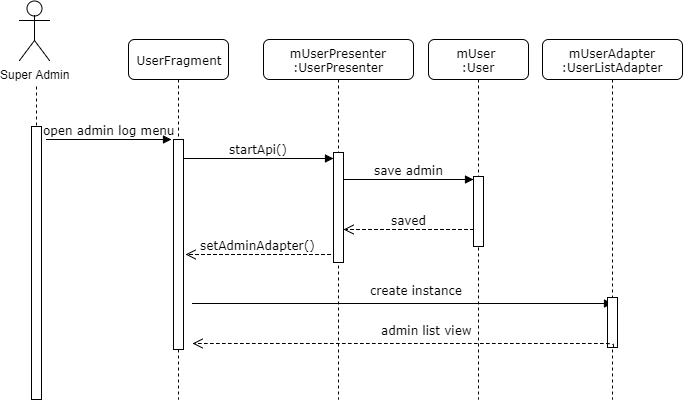 Super Admin
UserFragment
mUserPresenter
:UserPresenter
mUser
:User
mUserAdapter
:UserListAdapter
open admin log menu
startApi()
save admin
saved
setAdminAdapter()
create instance
admin list view